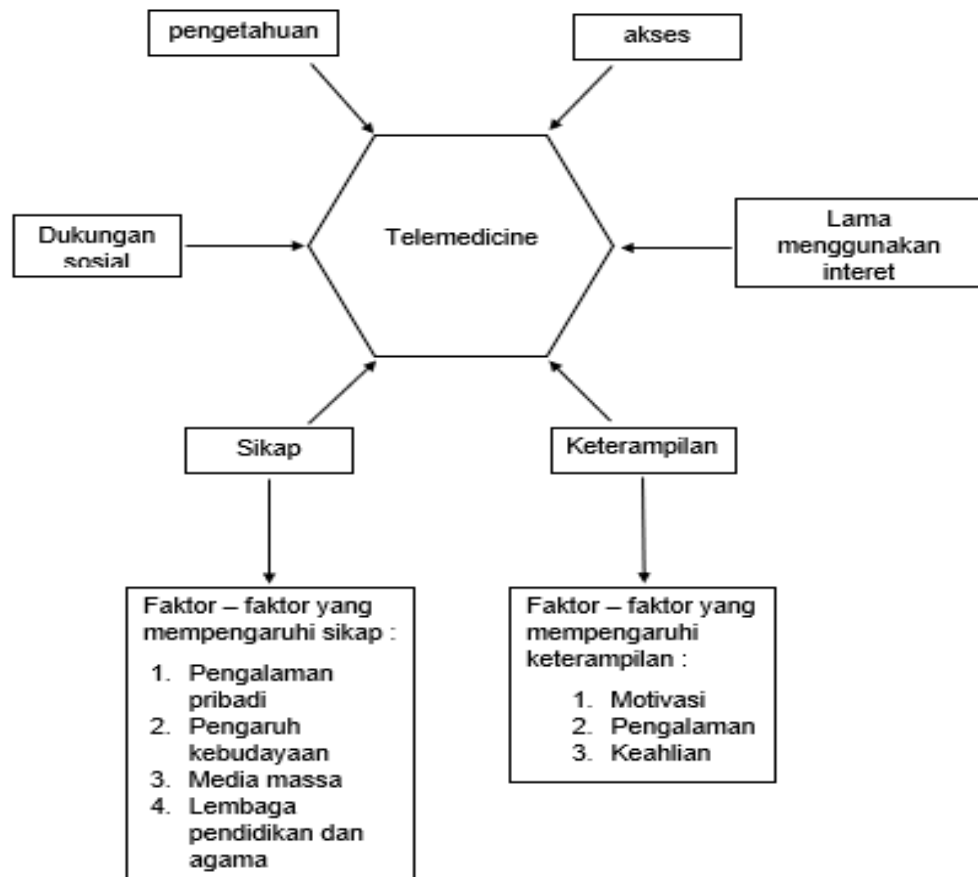 pengetahuan
akses
Dukungan
sosial
Telemedicine
Lama
menggunakan
interet
Sikap
Keterampilan
Faktor – faktor yang
mempengaruhi sikap :
1. Pengalaman
pribadi
2. Pengaruh
kebudayaan
3. Media massa
4. Lembaga
pendidikan dan
agama
Faktor – faktor yang
mempengaruhi
keterampilan :
1. Motivasi
2. Pengalaman
3. Keahlian